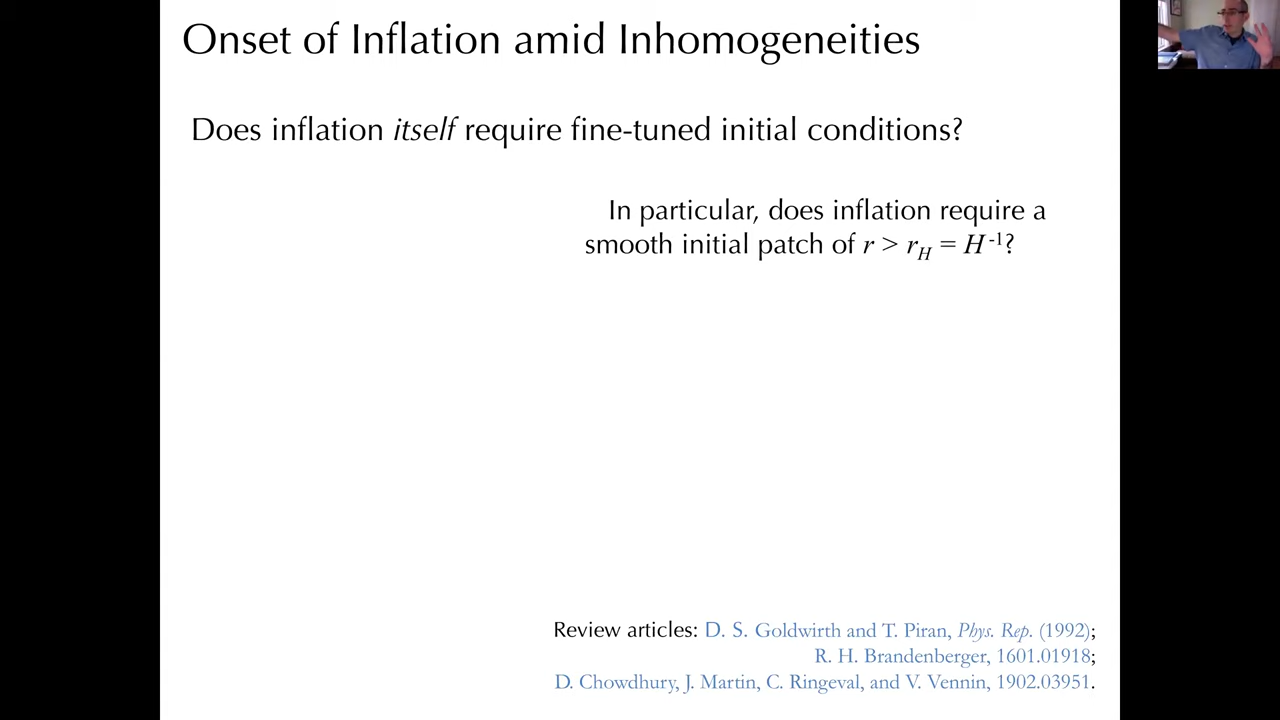 Onset of Inflation amid Inhomogeneities
Does inflation itself require fine-tuned initial conditions?
In particular, does inflation require a
smooth initial patch of r > r_H = H⁻¹?
Review articles: D. S. Goldwirth and T. Piran, Phys. Rep. (1992);
R. H. Brandenberger, 1601.01918;
D. Chowdhury, J. Martin, C. Ringeval, and V. Vennin, 1902.03951.